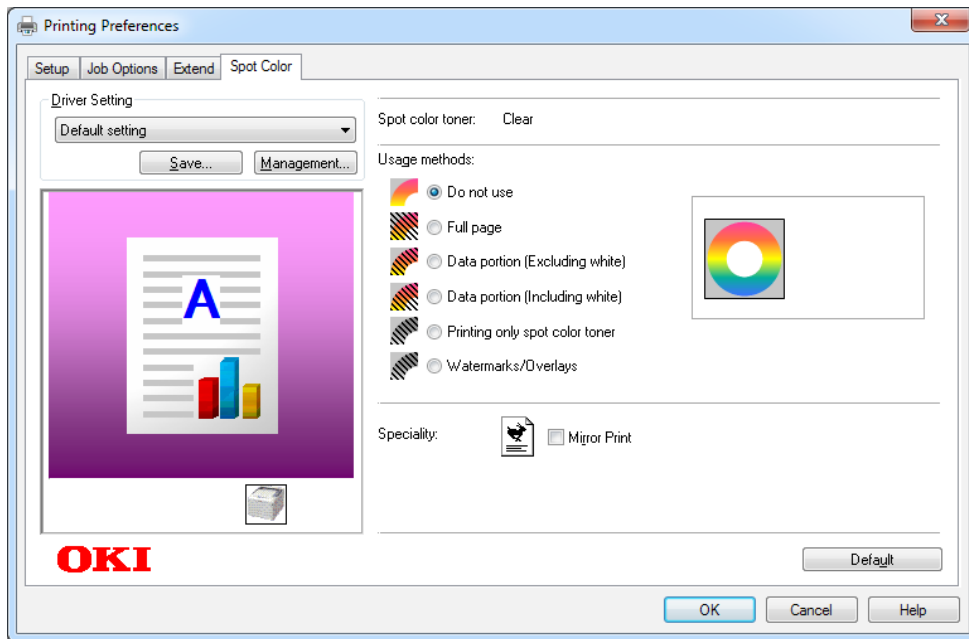 Printing Preferences
Setup Job Options Extend Spot Color
Driver Setting
Default setting
Save... Management...
A
OKI
Spot color toner: Clear
Usage methods:
Do not use
Full page
Data portion (Excluding white)
Data portion (Including white)
Printing only spot color toner
Watermarks/Overlays
Speciality:
Mirror Print
Default
OK Cancel Help